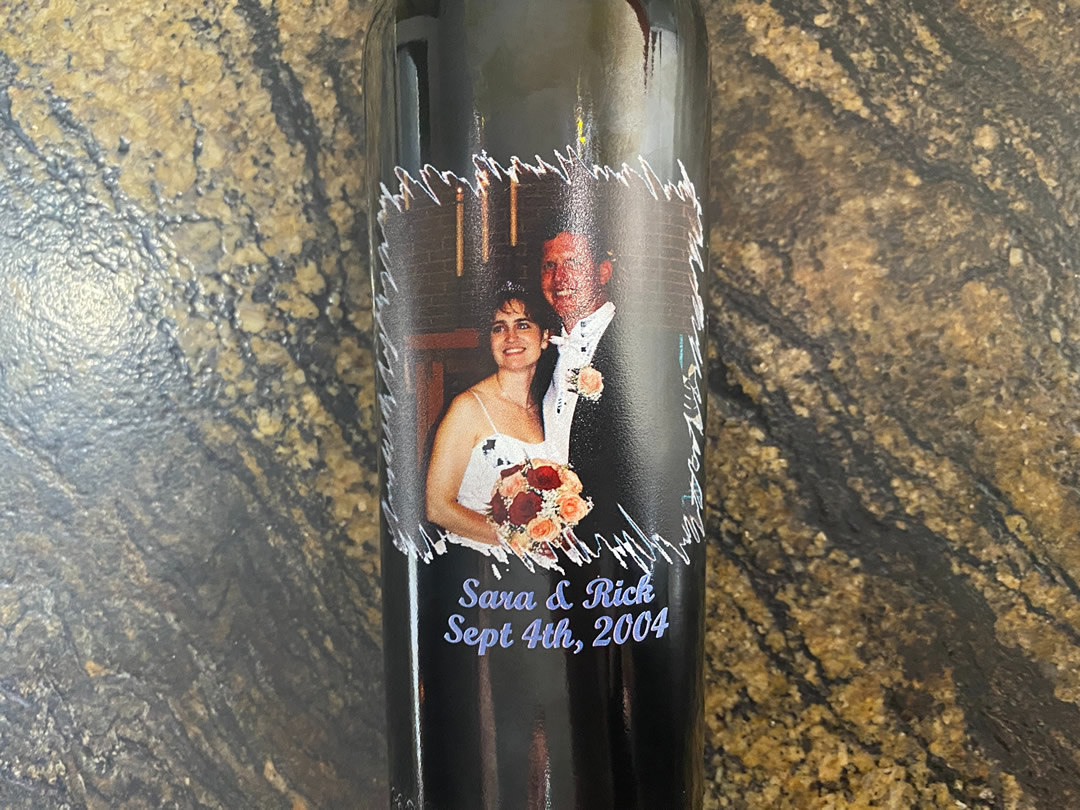 Sara & Rick
Sept 4th, 2004